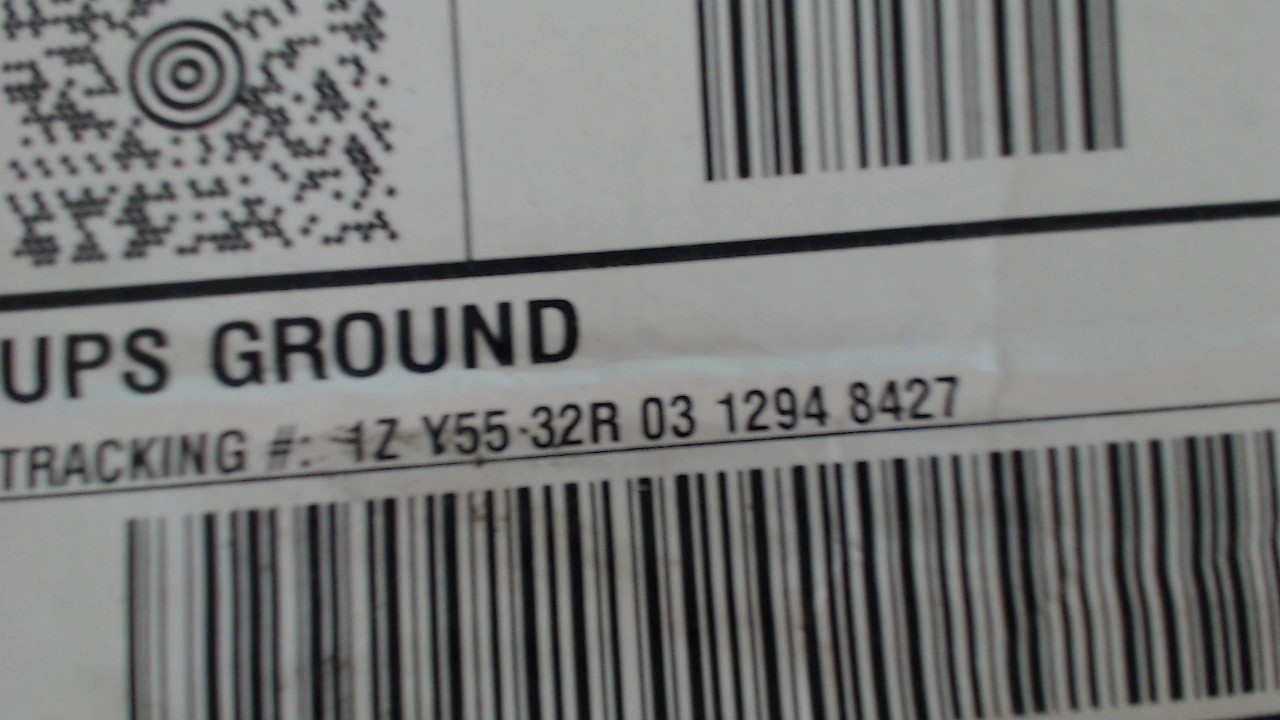 UPS GROUND
TRACKING #: 1Z Y55 32R 03 1294 8427